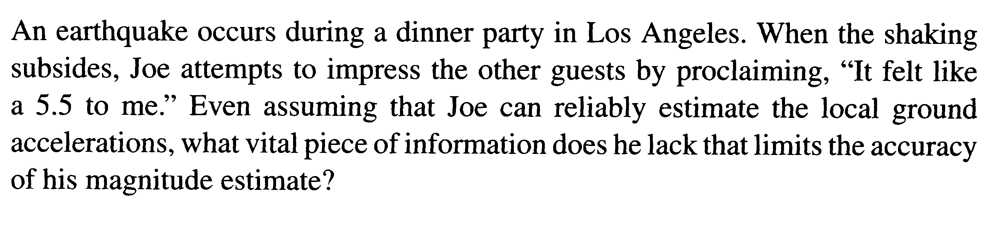 An earthquake occurs during a dinner party in Los Angeles. When the shaking
subsides, Joe attempts to impress the other guests by proclaiming, “It felt like
a 5.5 to me.” Even assuming that Joe can reliably estimate the local ground
accelerations, what vital piece of information does he lack that limits the accuracy
of his magnitude estimate?